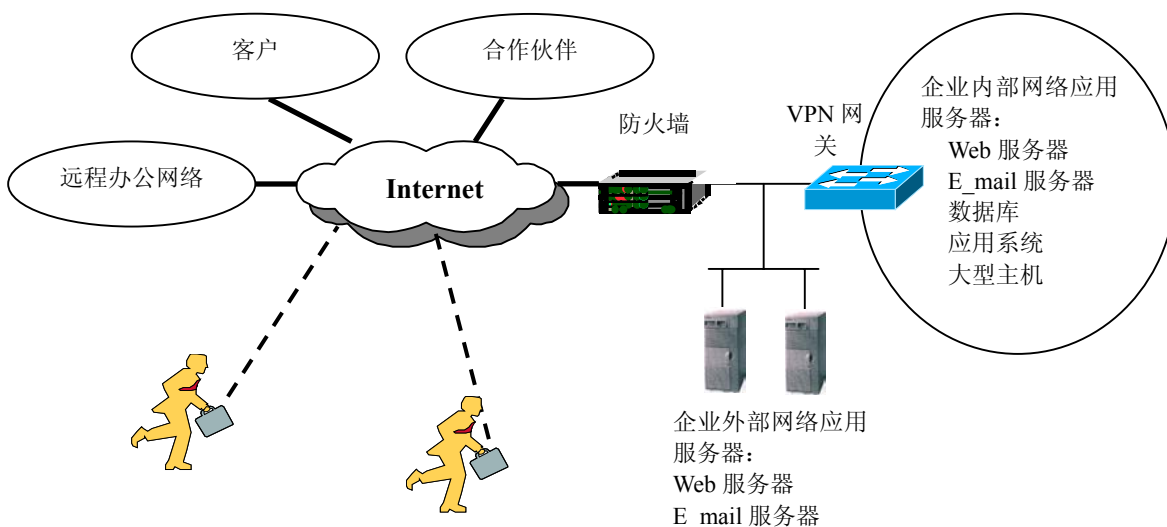 客户
合作伙伴
远程办公网络
Internet
防火墙
VPN 网
关
企业内部网络应用
服务器：
Web 服务器
E_mail 服务器
数据库
应用系统
大型主机
企业外部网络应用
服务器：
Web 服务器
E_mail 服务器